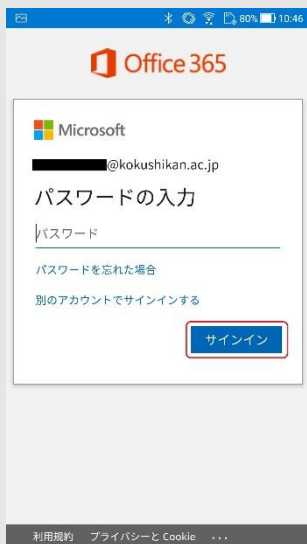 80% 10:46
Office 365
Microsoft
@kokushikan.ac.jp
パスワードの入力
パスワード
パスワードを忘れた場合
別のアカウントでサインインする
サインイン
利用規約 プライバシーと Cookie ...